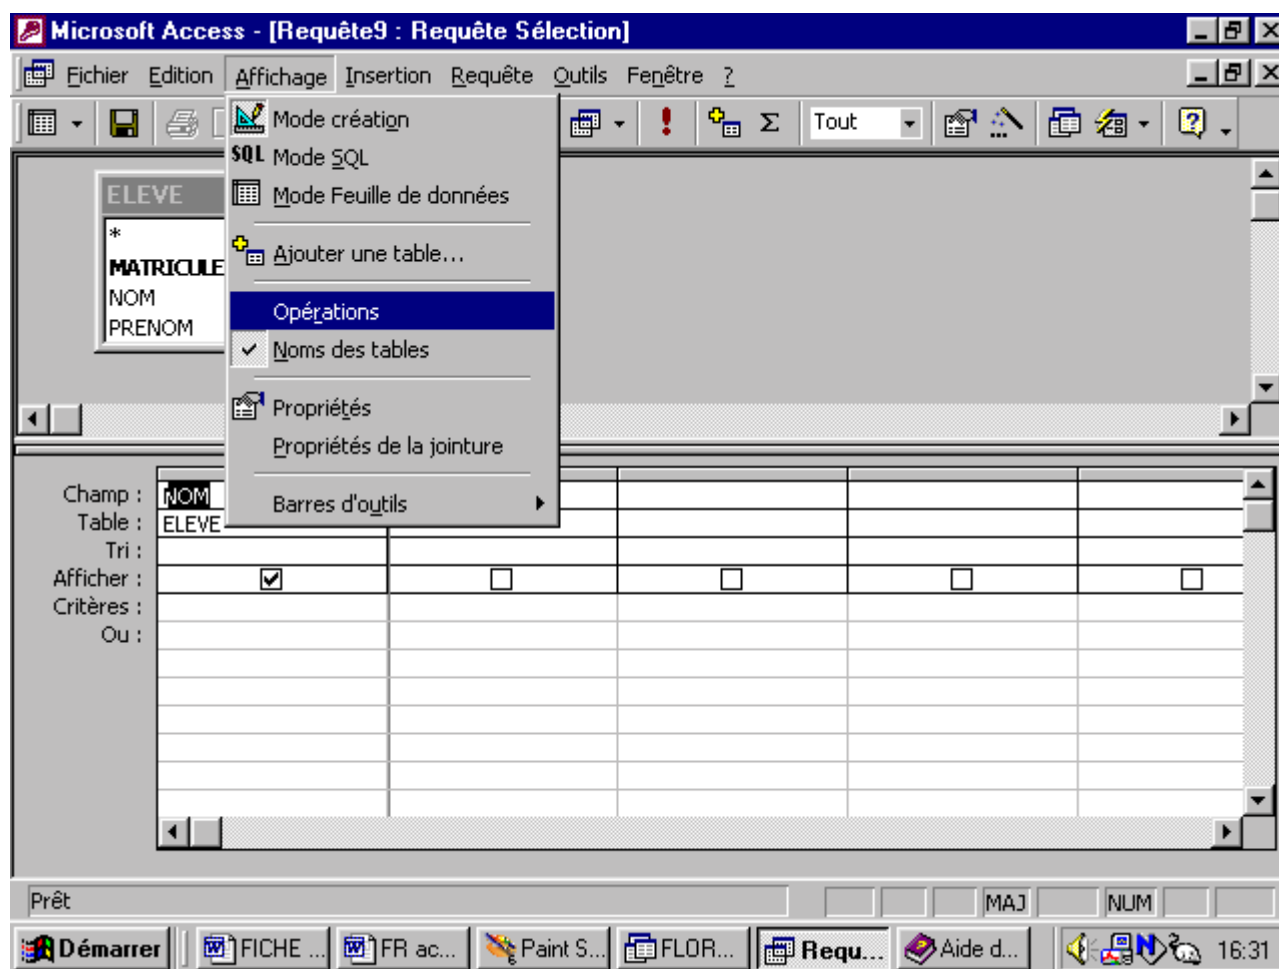 Microsoft Access - [Requête9 : Requête Sélection]
Fichier Edition Affichage Insertion Requête Outils Fenêtre ?
Tout
Mode création
SQL Mode SQL
Mode Feuille de données
Ajouter une table...
Opérations
Noms des tables
Propriétés
Propriétés de la jointure
Barres d'outils
ELEVE
*
MATRICULE
NOM
PRENOM
Champ : NOM
Table : ELEVE
Tri :
Afficher :
Critères :
Ou :
Prêt MAJ NUM
Démarrer FICHE ... FR ac... Paint S... FLOR... Requ... Aide d... 16:31